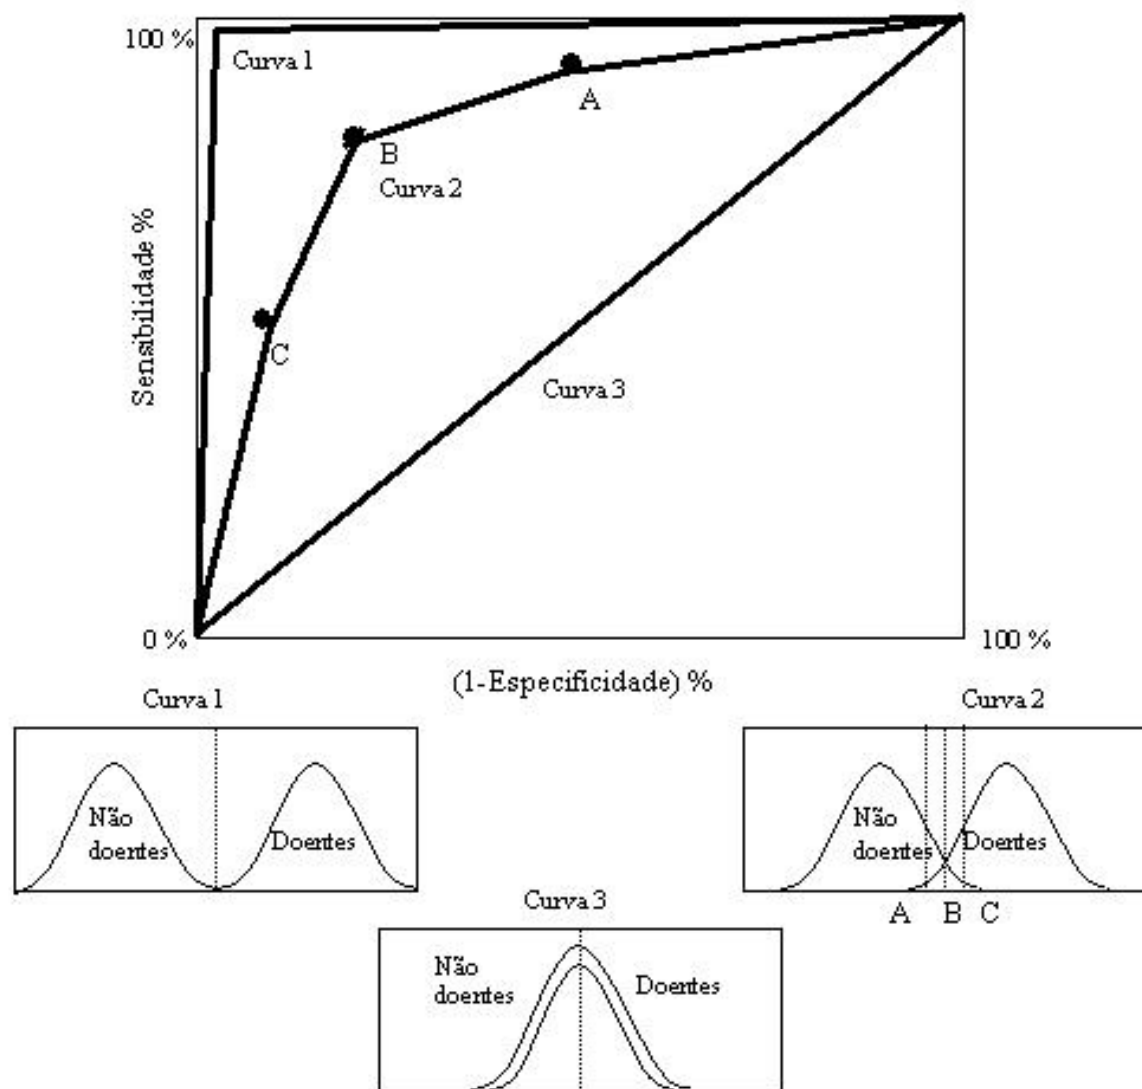 100 %
Curva 1
A
B
Curva 2
Sensibilidade %
C
Curva 3
0 %
100 %
(1-Especificidade) %
Curva 1
Curva 2
Não
doentes
Doentes
Não
doentes
Doentes
A B C
Curva 3
Não
doentes
Doentes